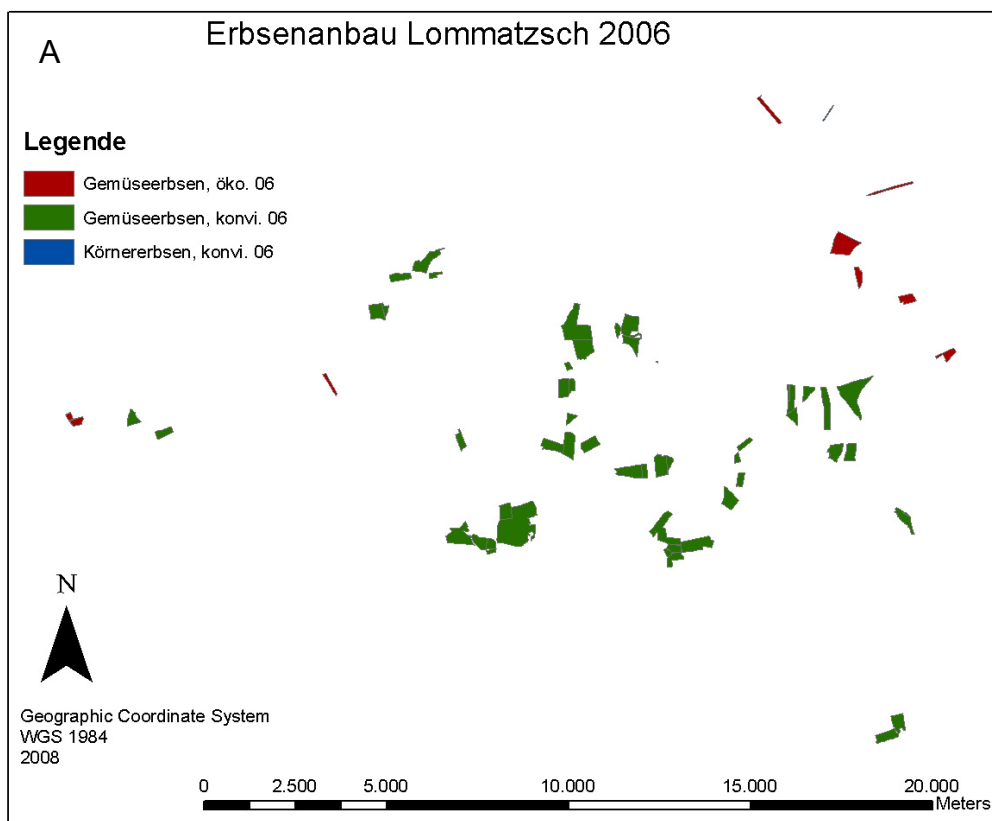 Erbsenanbau Lommatzsch 2006
A
Legende
Gemüseerbsen, öko. 06
Gemüseerbsen, konvi. 06
Körnererbsen, konvi. 06
N
Geographic Coordinate System
WGS 1984
2008
0 2.500 5.000 10.000 15.000 20.000
Meters